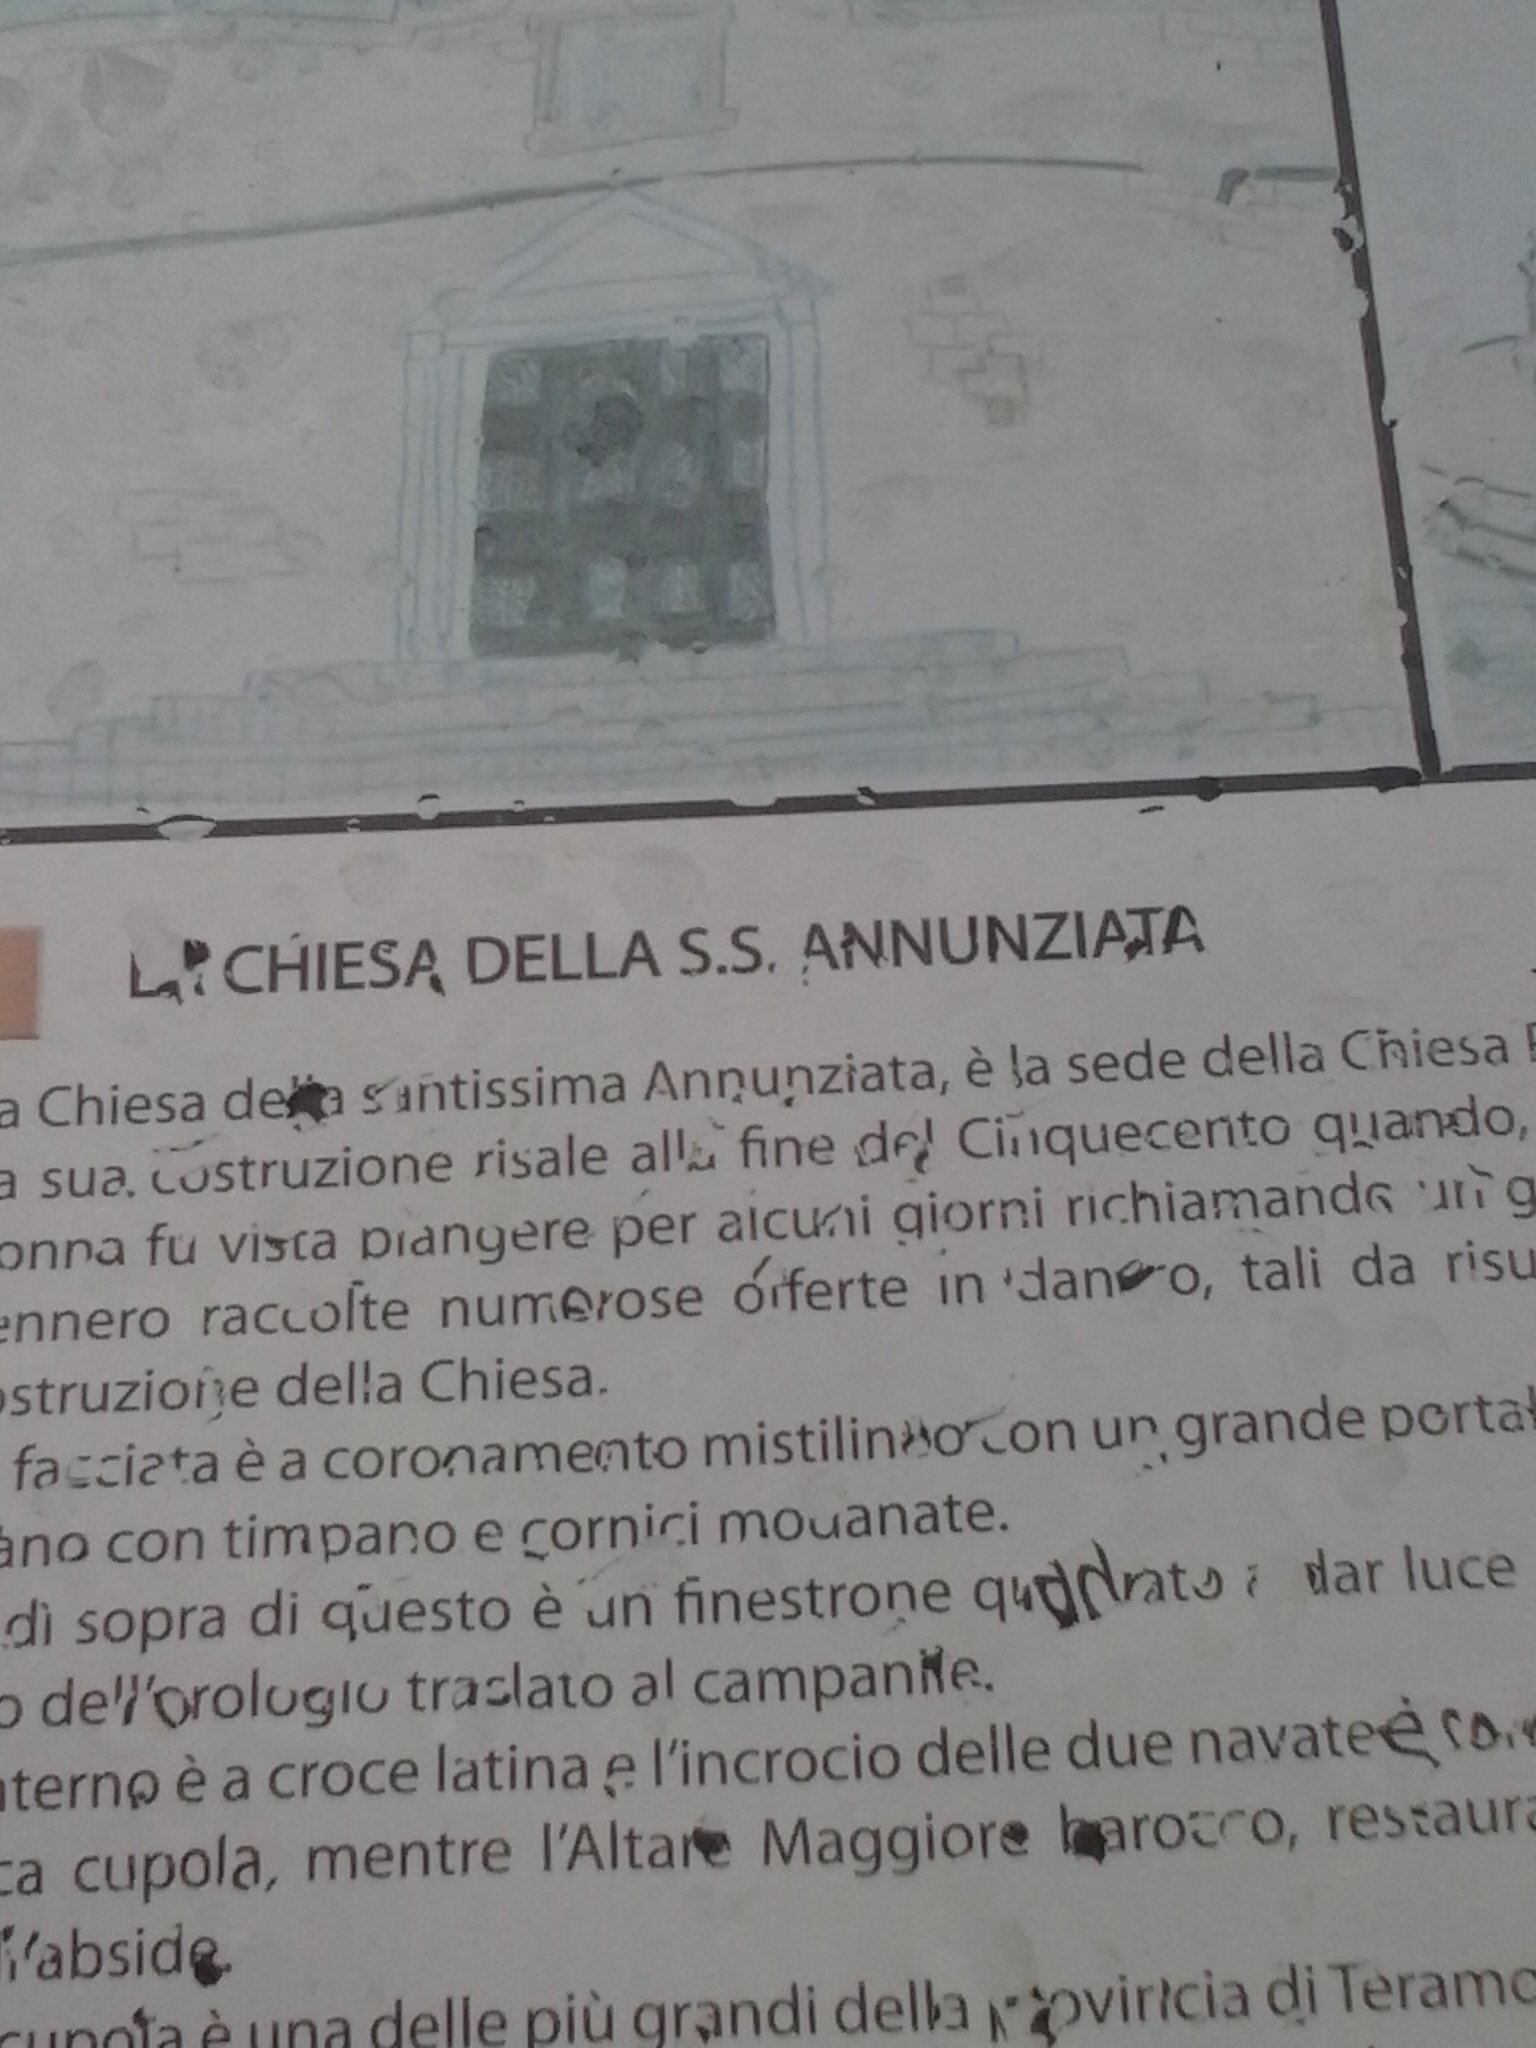 LA CHIESA DELLA S.S. ANNUNZIATA
a Chiesa della santissima Annunziata, è la sede della Chiesa P
a sua costruzione risale alla fine del Cinquecento quando,
onna fu vista piangere per alcuni giorni richiamando un g
ennero raccolte numerose offerte in danaro, tali da risu
ostruzione della Chiesa.
facciata è a coronamento mistilineo con un grande portal
ano con timpano e cornici modanate.
di sopra di questo è un finestrone quadrato a dar luce
o dell'orologio traslato al campanile.
nterno è a croce latina e l'incrocio delle due navate è
ca cupola, mentre l'Altare Maggiore barocco, restaura
l'abside.
cupola è una delle più grandi della provincia di Teramo